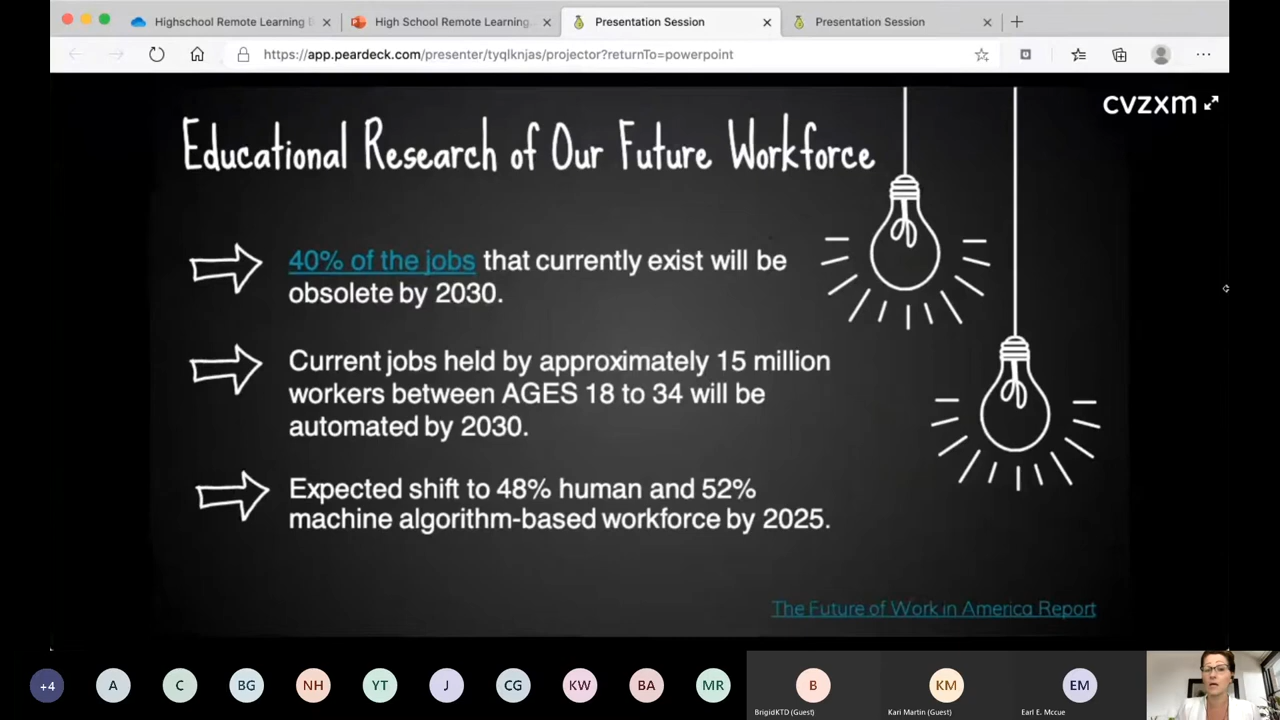 Highschool Remote Learning
High School Remote Learning...
Presentation Session
Presentation Session
https://app.peardeck.com/presenter/tyqlknjas/projector?returnTo=powerpoint
cvzxm
Educational Research of Our Future Workforce
40% of the jobs that currently exist will be
obsolete by 2030.
Current jobs held by approximately 15 million
workers between AGES 18 to 34 will be
automated by 2030.
Expected shift to 48% human and 52%
machine algorithm-based workforce by 2025.
The Future of Work in America Report
+4
A
C
BG
NH
YT
J
CG
KW
BA
MR
B
KM
EM
BrigidKTD (Guest)
Kari Martin (Guest)
Earl E. Mccue